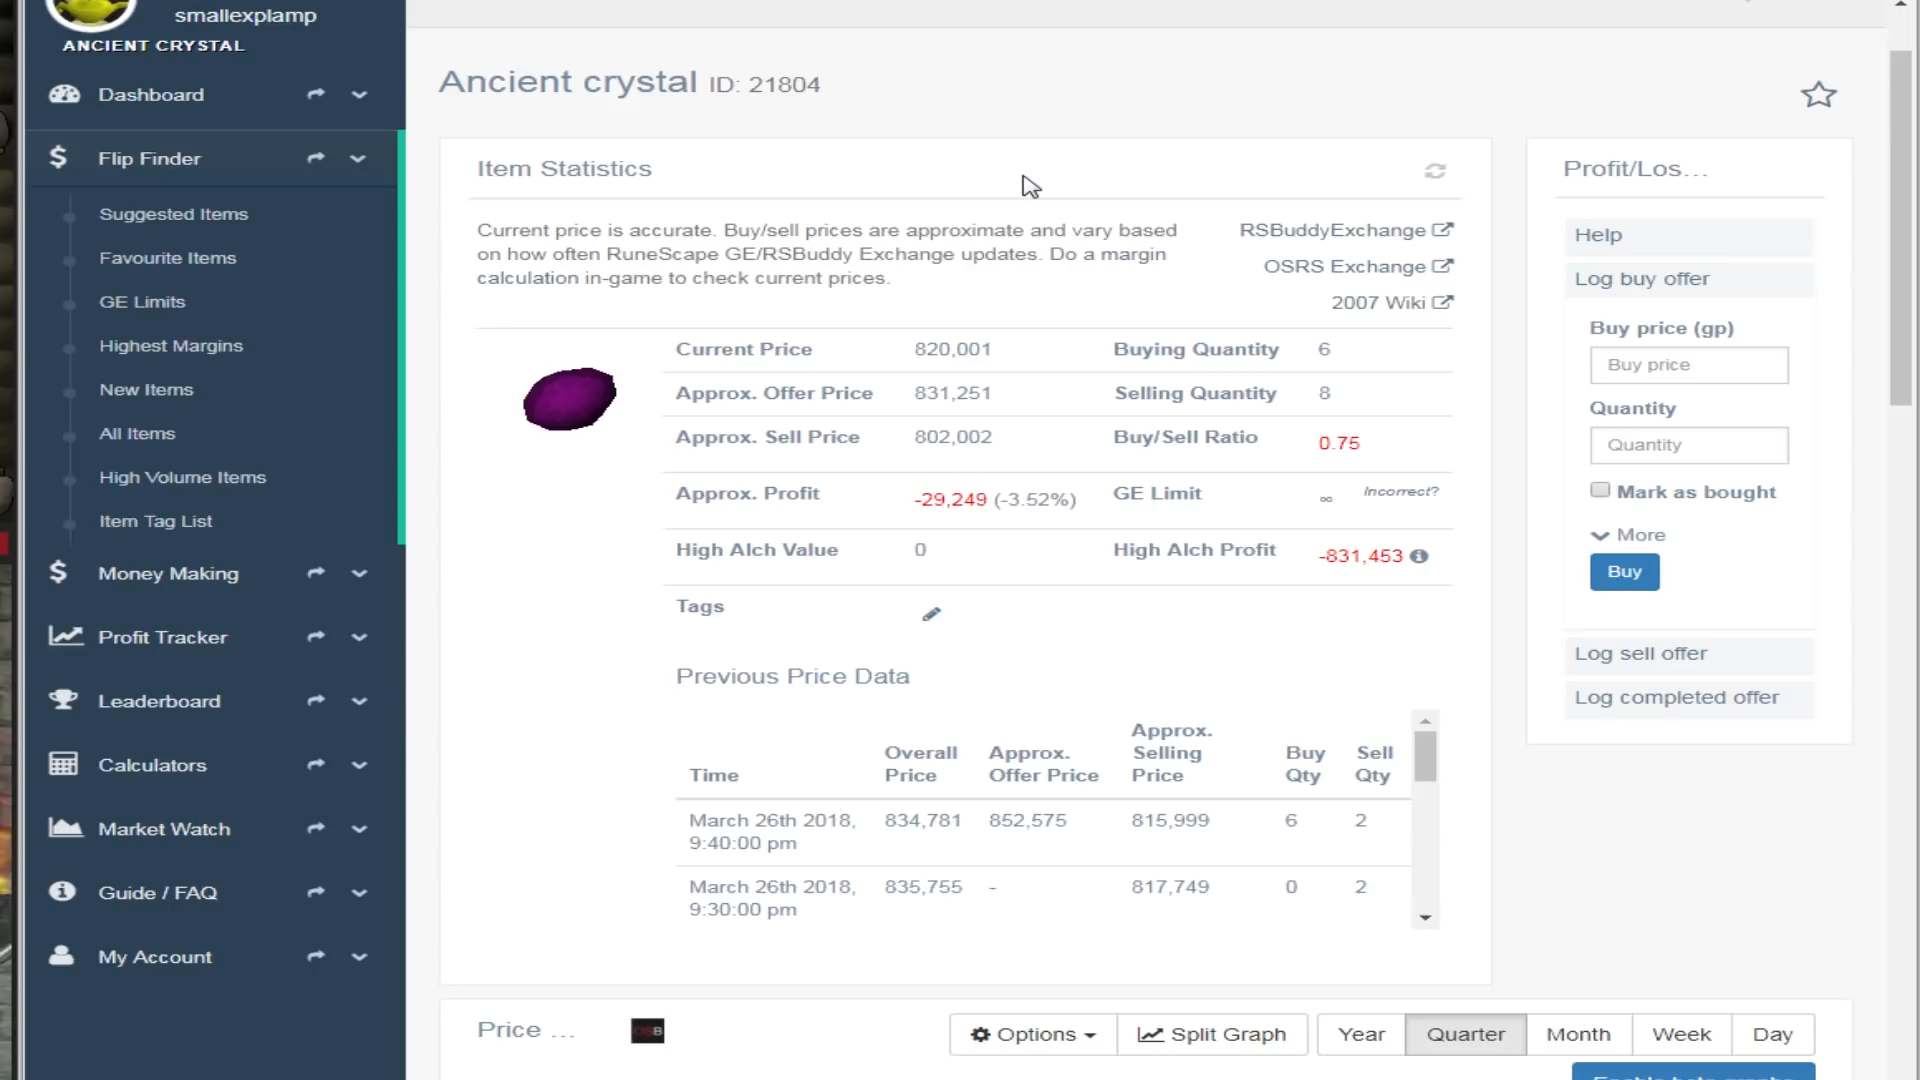 smallexplamp
ANCIENT CRYSTAL
Dashboard
Flip Finder
Suggested Items
Favourite Items
GE Limits
Highest Margins
New Items
All Items
High Volume Items
Item Tag List
Money Making
Profit Tracker
Leaderboard
Calculators
Market Watch
Guide / FAQ
My Account
Ancient crystal ID: 21804
Item Statistics
Current price is accurate. Buy/sell prices are approximate and vary based
on how often RuneScape GE/RSBuddy Exchange updates. Do a margin
calculation in-game to check current prices.
RSBuddyExchange
OSRS Exchange
2007 Wiki
Current Price 820,001 Buying Quantity 6
Approx. Offer Price 831,251 Selling Quantity 8
Approx. Sell Price 802,002 Buy/Sell Ratio 0.75
Approx. Profit -29,249 (-3.52%) GE Limit ∞ Incorrect?
High Alch Value 0 High Alch Profit -831,453
Tags
Previous Price Data
Time Overall Price Approx. Offer Price Approx. Selling Price Buy Qty Sell Qty
March 26th 2018, 834,781 852,575 815,999 6 2
9:40:00 pm
March 26th 2018, 835,755 - 817,749 0 2
9:30:00 pm
Profit/Los...
Help
Log buy offer
Buy price (gp)
Buy price
Quantity
Quantity
Mark as bought
More
Buy
Log sell offer
Log completed offer
Price ...
OSB
Options
Split Graph
Year
Quarter
Month
Week
Day